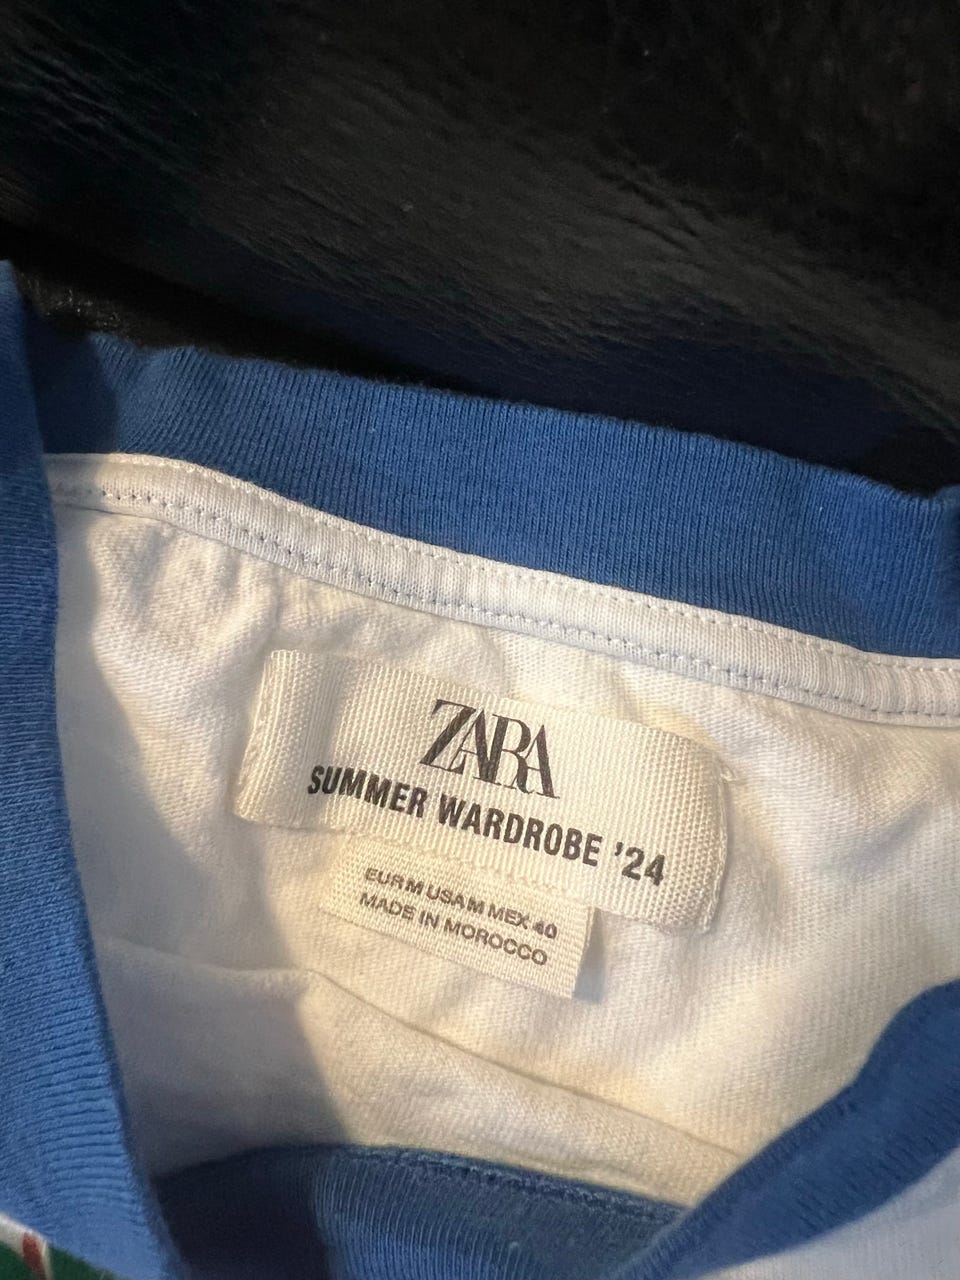 ZARA
SUMMER WARDROBE '24
EUR M USA M MEX 40
MADE IN MOROCCO